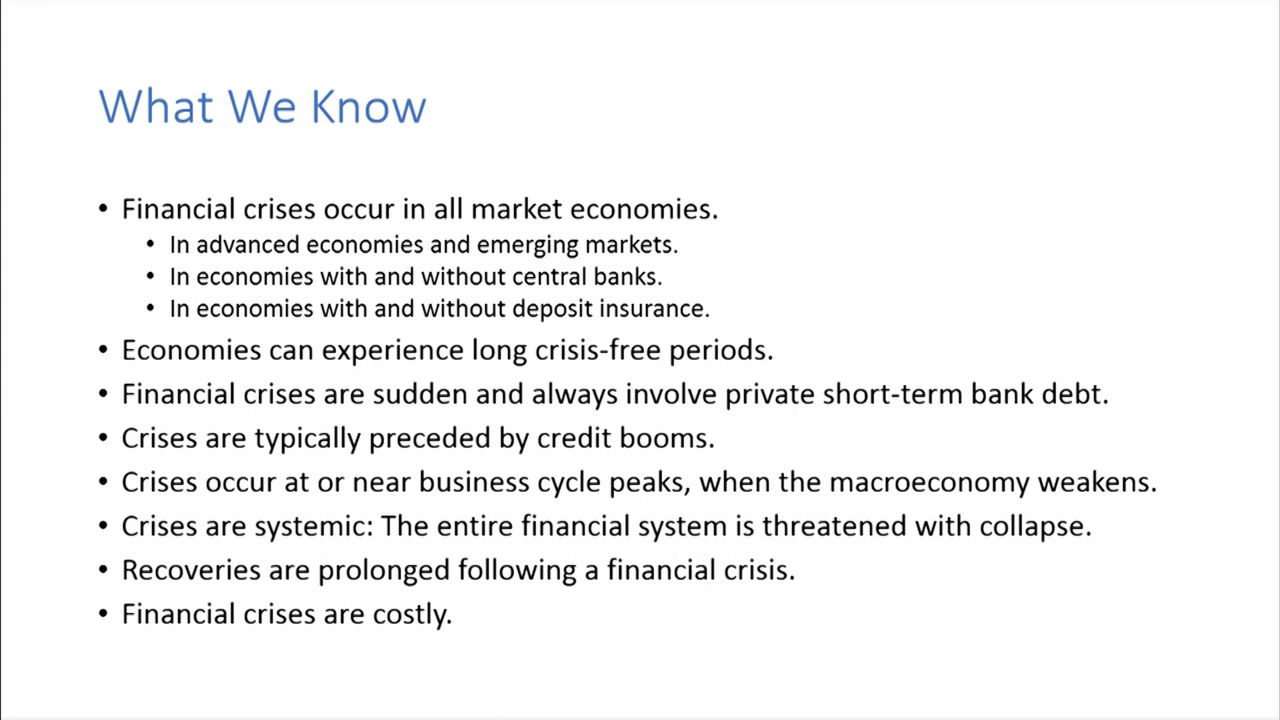 What We Know
• Financial crises occur in all market economies.
• In advanced economies and emerging markets.
• In economies with and without central banks.
• In economies with and without deposit insurance.
• Economies can experience long crisis-free periods.
• Financial crises are sudden and always involve private short-term bank debt.
• Crises are typically preceded by credit booms.
• Crises occur at or near business cycle peaks, when the macroeconomy weakens.
• Crises are systemic: The entire financial system is threatened with collapse.
• Recoveries are prolonged following a financial crisis.
• Financial crises are costly.